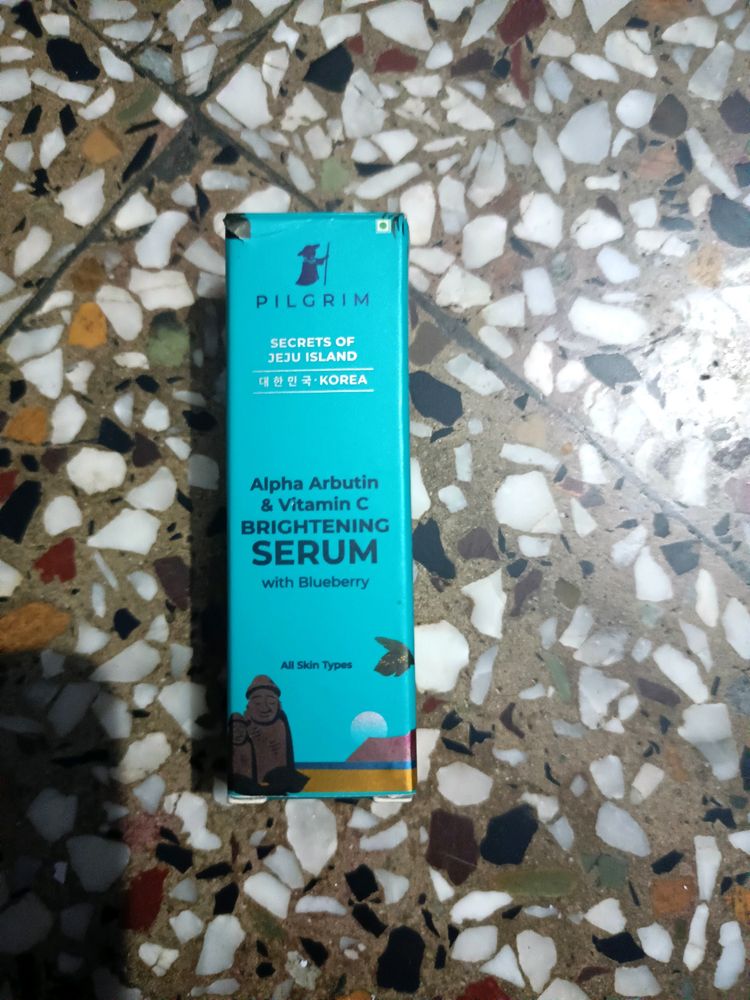 PILGRIM
SECRETS OF
JEJU ISLAND
대한민국·KOREA
Alpha Arbutin
& Vitamin C
BRIGHTENING
SERUM
with Blueberry
All Skin Types